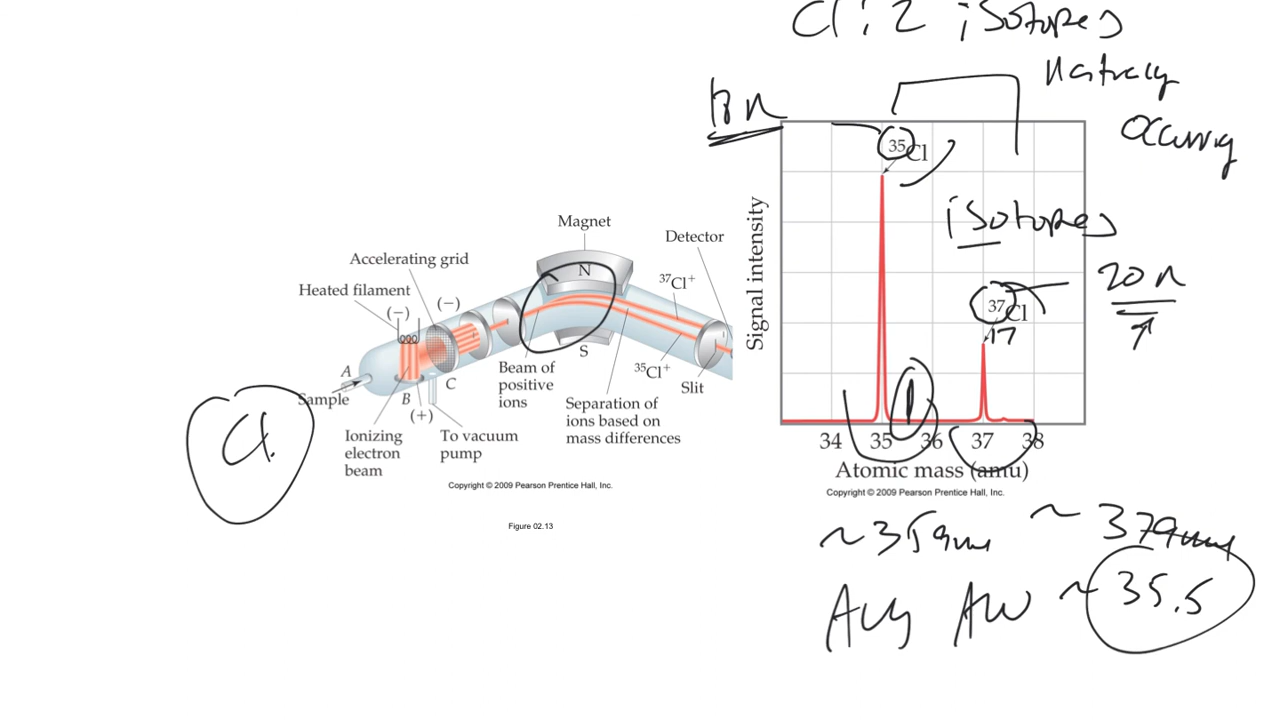 Cl : 2 isotopes
Naturally
occurring
18 n
35Cl
isotopes
20 n
37Cl
17
Signal intensity
34 35 36 37 38
Atomic mass (amu)
Copyright © 2009 Pearson Prentice Hall, Inc.
~35 amu ~37 amu
Avg AW ~ 35.5
Magnet
Detector
Accelerating grid
N
37Cl+
Heated filament
(−)
(−)
S
35Cl+
Slit
A
Sample
B
C
(+)
Beam of
positive
ions
Separation of
ions based on
mass differences
Ionizing
electron
beam
To vacuum
pump
Cl
Copyright © 2009 Pearson Prentice Hall, Inc.
Figure 02.13